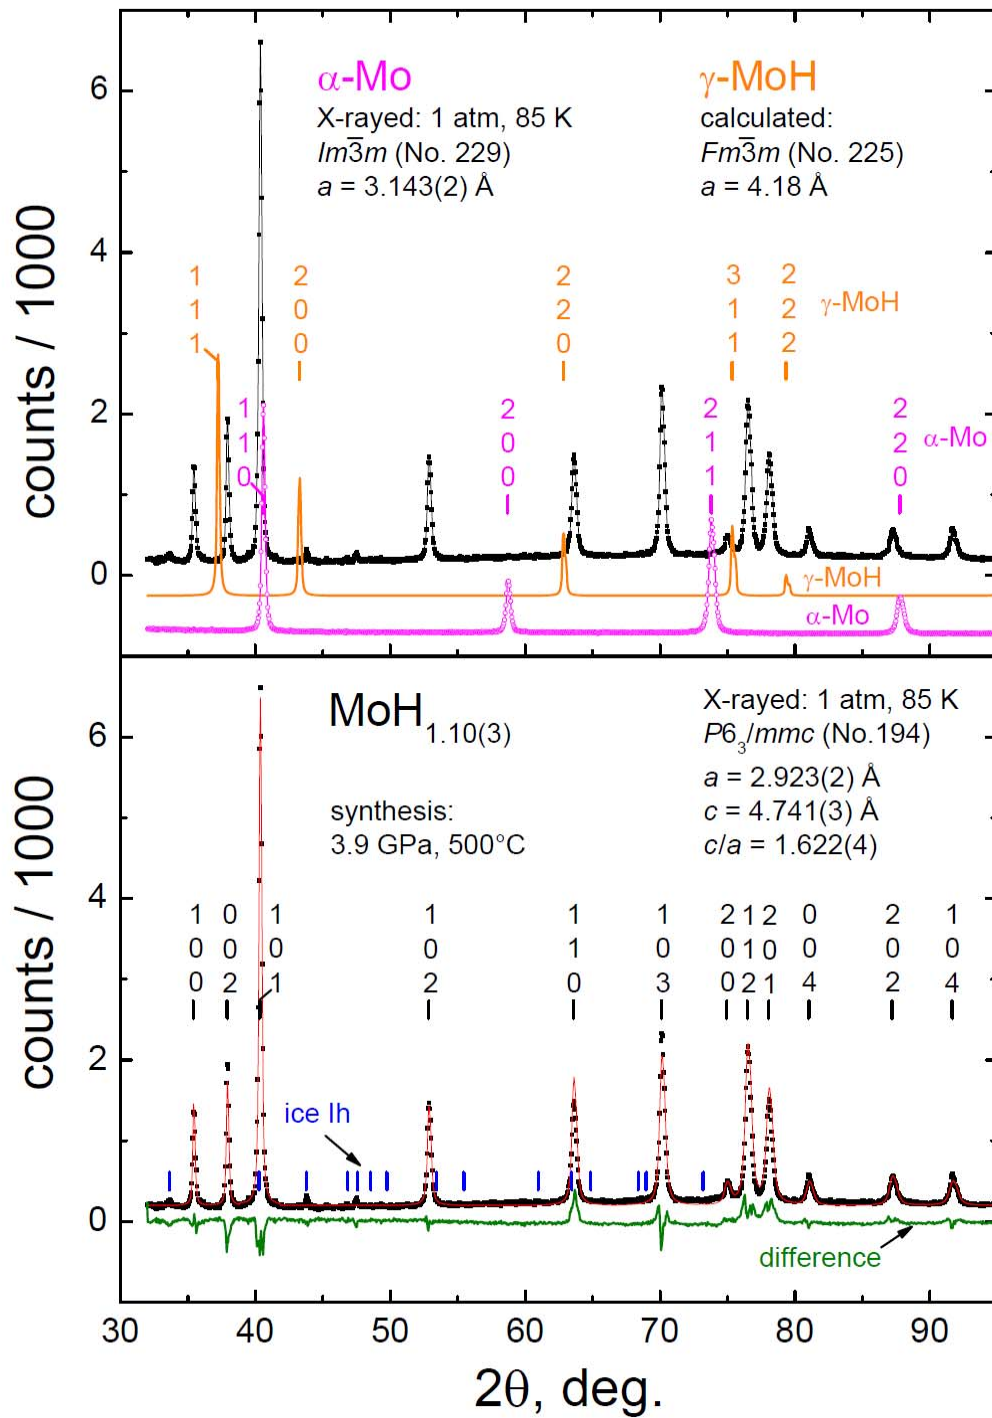 counts / 1000
6
4
2
0
α-Mo
X-rayed: 1 atm, 85 K
Im3̅m (No. 229)
a = 3.143(2) Å
γ-MoH
calculated:
Fm3̅m (No. 225)
a = 4.18 Å
1 1 1
2 0 0
2 2 0
3 1 1
2 2 2
γ-MoH
1 1 0
2 0 0
2 1 1
2 2 0
α-Mo
γ-MoH
α-Mo
counts / 1000
6
4
2
0
MoH1.10(3)
synthesis:
3.9 GPa, 500°C
X-rayed: 1 atm, 85 K
P63/mmc (No.194)
a = 2.923(2) Å
c = 4.741(3) Å
c/a = 1.622(4)
1 0 0
0 0 2
1 0 1
1 0 2
1 1 0
1 0 3
2 0 0
1 1 2
2 0 1
0 0 4
2 0 2
1 0 4
ice Ih
difference
30 40 50 60 70 80 90
2θ, deg.